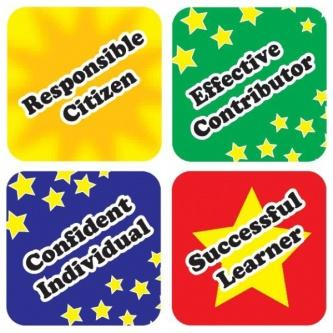 Responsible
Citizen
Effective
Contributor
Confident
Individual
Successful
Learner